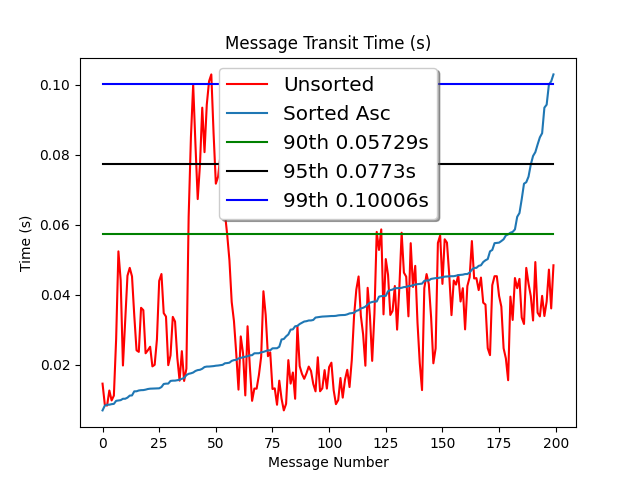 Message Transit Time (s)
Unsorted
Sorted Asc
90th 0.05729s
95th 0.0773s
99th 0.10006s
0.10
0.08
0.06
0.04
0.02
Time (s)
0 25 50 75 100 125 150 175 200
Message Number